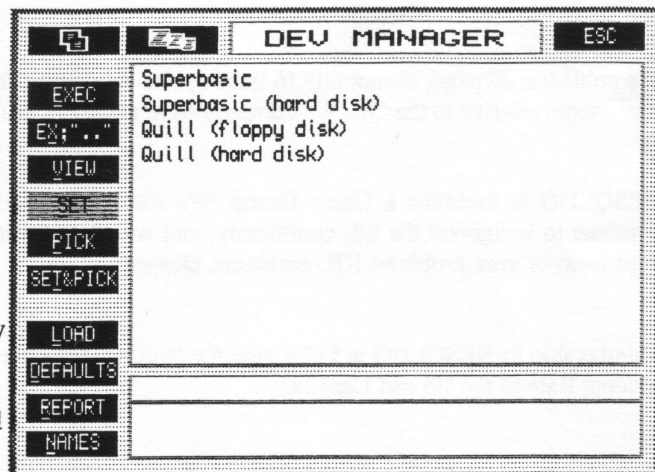 DEV MANAGER
ESC
EXEC
EX;".."
VIEW
SET
PICK
SET&PICK
LOAD
DEFAULTS
REPORT
NAMES
Superbasic
Superbasic (hard disk)
Quill (floppy disk)
Quill (hard disk)